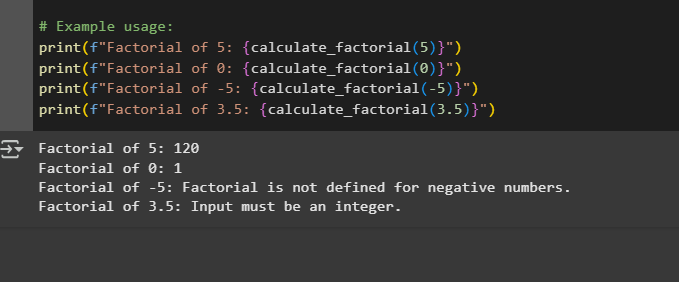 # Example usage:
print(f"Factorial of 5: {calculate_factorial(5)}")
print(f"Factorial of 0: {calculate_factorial(0)}")
print(f"Factorial of -5: {calculate_factorial(-5)}")
print(f"Factorial of 3.5: {calculate_factorial(3.5)}")
Factorial of 5: 120
Factorial of 0: 1
Factorial of -5: Factorial is not defined for negative numbers.
Factorial of 3.5: Input must be an integer.